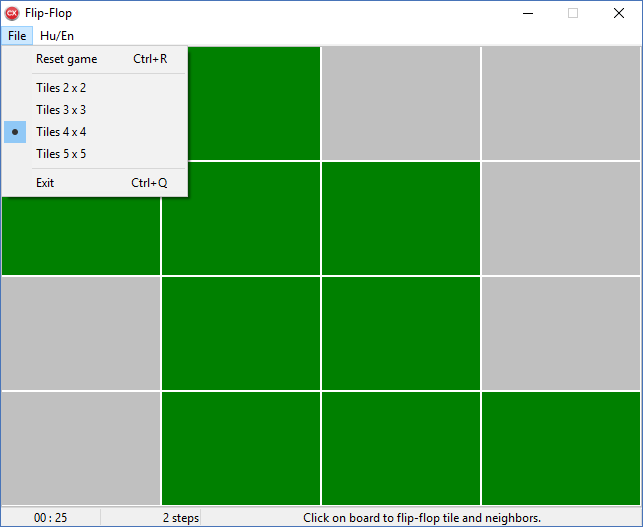 CX Flip-Flop
File Hu/En
Reset game Ctrl+R
Tiles 2 x 2
Tiles 3 x 3
Tiles 4 x 4
Tiles 5 x 5
Exit Ctrl+Q
00 : 25 2 steps Click on board to flip-flop tile and neighbors.